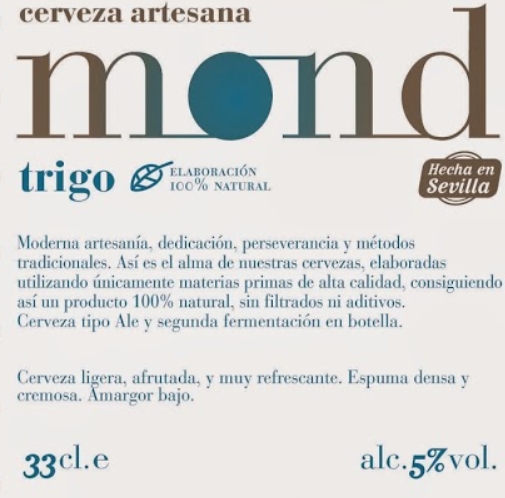 cerveza artesana
mond
trigo
ELABORACIÓN
100% NATURAL
Hecha en
Sevilla
Moderna artesanía, dedicación, perseverancia y métodos
tradicionales. Así es el alma de nuestras cervezas, elaboradas
utilizando únicamente materias primas de alta calidad, consiguiendo
así un producto 100% natural, sin filtrados ni aditivos.
Cerveza tipo Ale y segunda fermentación en botella.
Cerveza ligera, afrutada, y muy refrescante. Espuma densa y
cremosa. Amargor bajo.
33cl.e alc.5%vol.